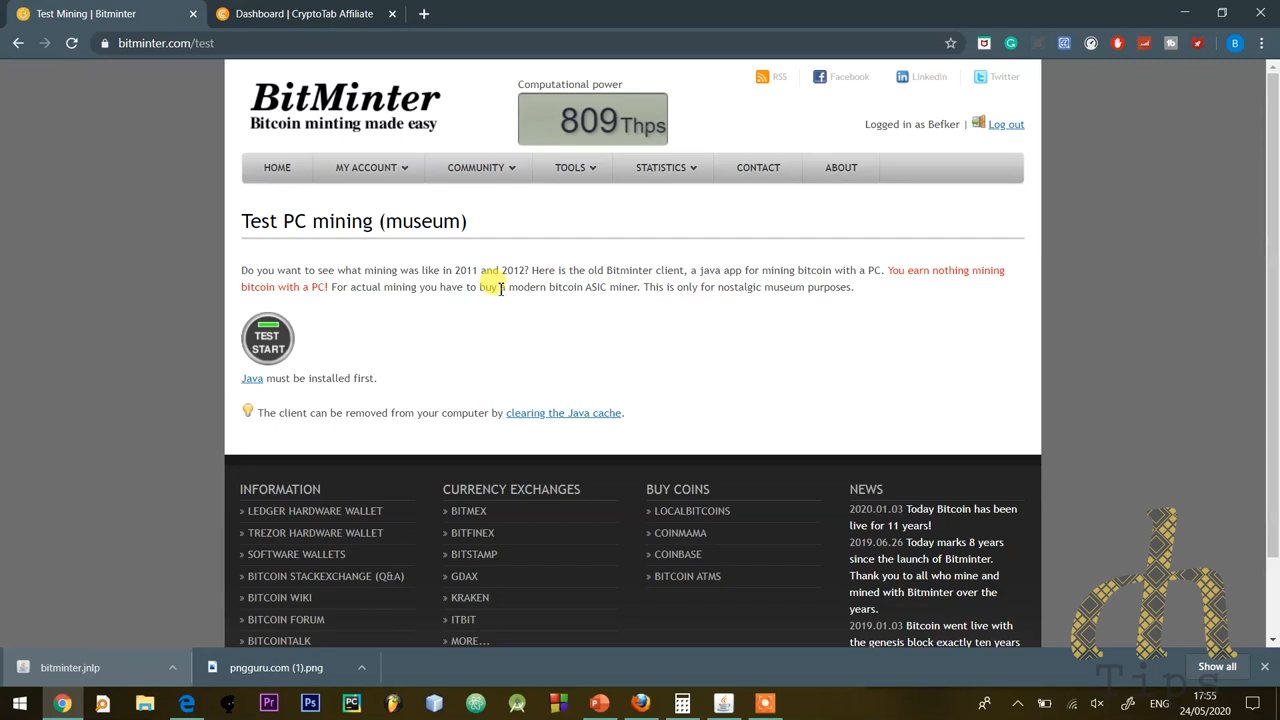 Test Mining | Bitminter
Dashboard | CryptoTab Affiliate
bitminter.com/test
BitMinter
Bitcoin minting made easy
Computational power
809 Thps
RSS
Facebook
LinkedIn
Twitter
Logged in as Befker | Log out
HOME
MY ACCOUNT
COMMUNITY
TOOLS
STATISTICS
CONTACT
ABOUT
Test PC mining (museum)
Do you want to see what mining was like in 2011 and 2012? Here is the old Bitminter client, a java app for mining bitcoin with a PC. You earn nothing mining
bitcoin with a PC! For actual mining you have to buy a modern bitcoin ASIC miner. This is only for nostalgic museum purposes.
TEST
START
Java must be installed first.
The client can be removed from your computer by clearing the Java cache.
INFORMATION
» LEDGER HARDWARE WALLET
» TREZOR HARDWARE WALLET
» SOFTWARE WALLETS
» BITCOIN STACKEXCHANGE (Q&A)
» BITCOIN WIKI
» BITCOIN FORUM
» BITCOINTALK
CURRENCY EXCHANGES
» BITMEX
» BITFINEX
» BITSTAMP
» GDAX
» KRAKEN
» ITBIT
» MORE...
BUY COINS
» LOCALBITCOINS
» COINMAMA
» COINBASE
» BITCOIN ATMS
NEWS
2020.01.03 Today Bitcoin has been
live for 11 years!
2019.06.26 Today marks 8 years
since the launch of Bitminter.
Thank you to all who mine and
mined with Bitminter over the
years.
2019.01.03 Bitcoin went live with
the genesis block exactly ten years
dh
Tips
bitminter.jnlp
pngguru.com (1).png
Show all
ENG
17:55
24/05/2020